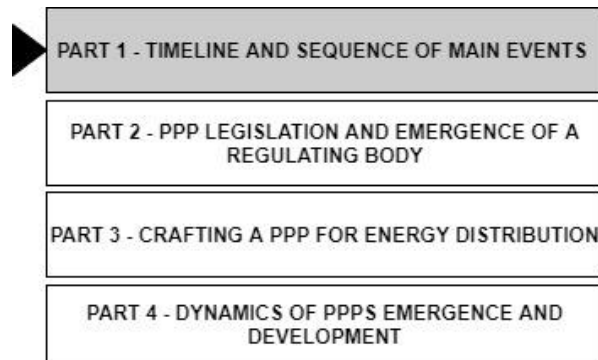 PART 1 - TIMELINE AND SEQUENCE OF MAIN EVENTS
PART 2 - PPP LEGISLATION AND EMERGENCE OF A
REGULATING BODY
PART 3 - CRAFTING A PPP FOR ENERGY DISTRIBUTION
PART 4 - DYNAMICS OF PPPS EMERGENCE AND
DEVELOPMENT